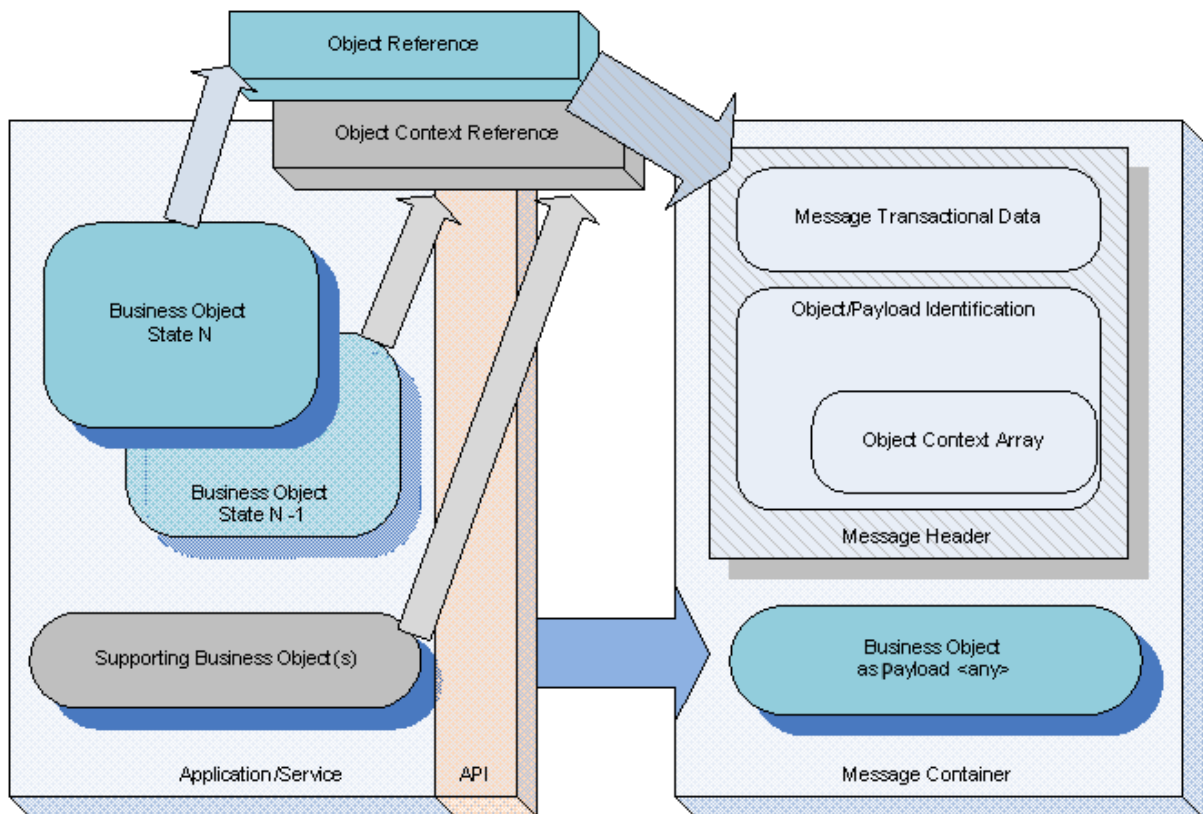 Object Reference
Object Context Reference
Business Object
State N
Business Object
State N -1
Supporting Business Object(s)
Application/Service
API
Message Transactional Data
Object/Payload Identification
Object Context Array
Message Header
Business Object
as payload <any>
Message Container